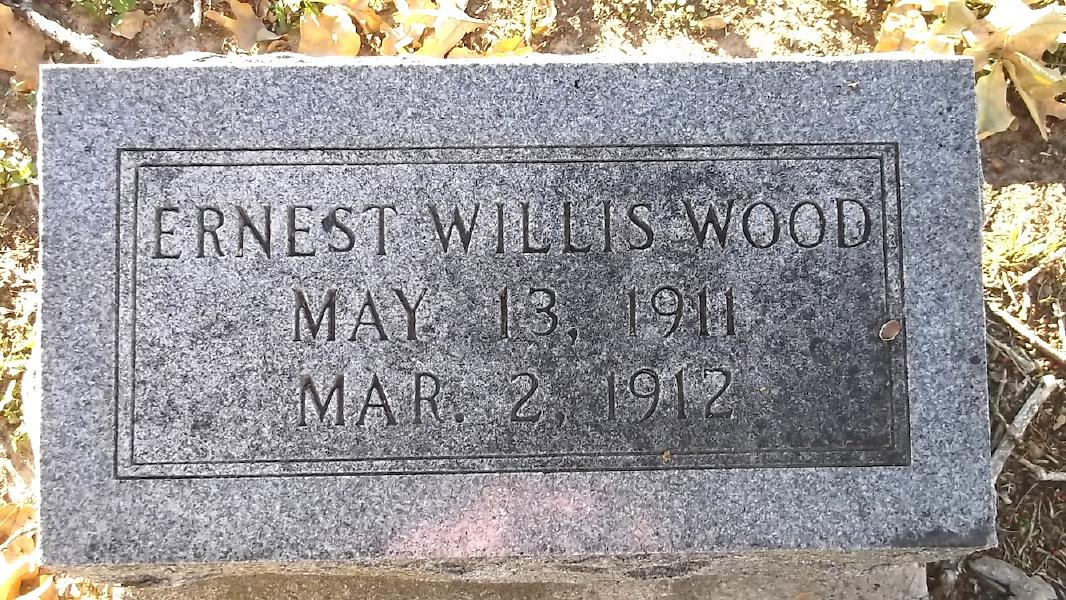 ERNEST WILLIS WOOD
MAY 13, 1911
MAR. 2, 1912